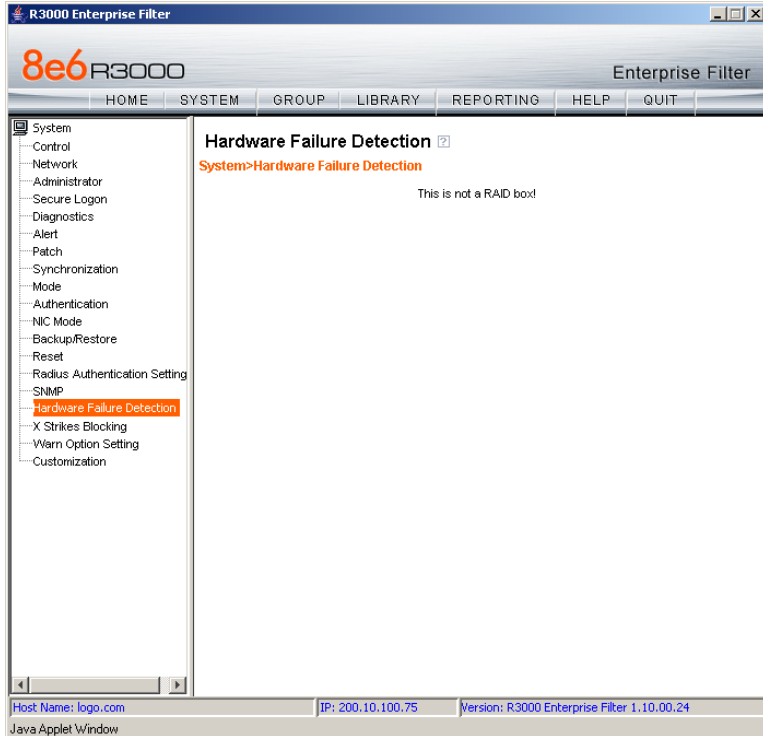 R3000 Enterprise Filter
8e6 R3000
Enterprise Filter
HOME SYSTEM GROUP LIBRARY REPORTING HELP QUIT
System
Control
Network
Administrator
Secure Logon
Diagnostics
Alert
Patch
Synchronization
Mode
Authentication
NIC Mode
Backup/Restore
Reset
Radius Authentication Setting
SNMP
Hardware Failure Detection
X Strikes Blocking
Warn Option Setting
Customization
Hardware Failure Detection ?
System>Hardware Failure Detection
This is not a RAID box!
Host Name: logo.com IP: 200.10.100.75 Version: R3000 Enterprise Filter 1.10.00.24
Java Applet Window